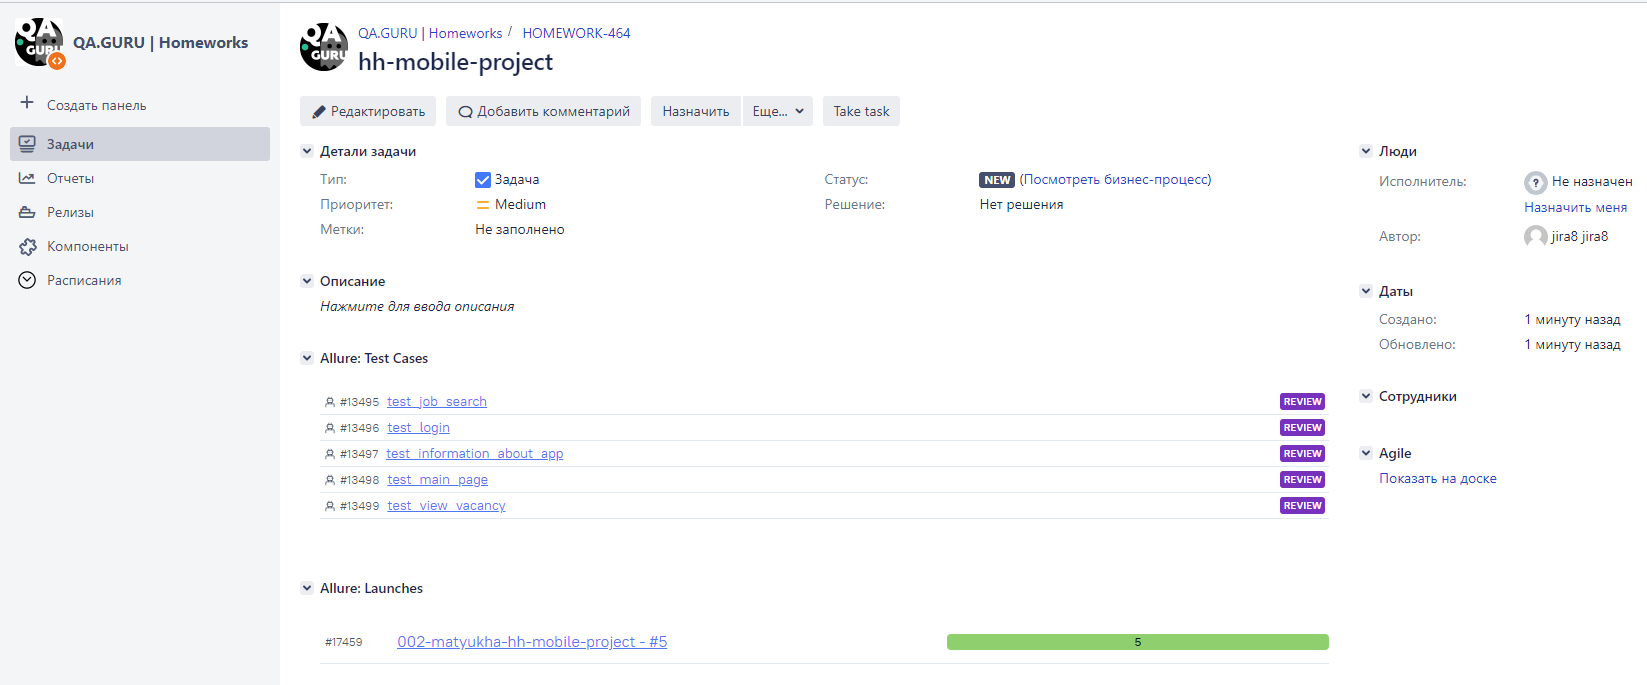 QA GURU
QA.GURU | Homeworks
Создать панель
Задачи
Отчеты
Релизы
Компоненты
Расписания
QA GURU
QA.GURU | Homeworks / HOMEWORK-464
hh-mobile-project
Редактировать Добавить комментарий Назначить Еще... Take task
Детали задачи
Тип: Задача
Приоритет: Medium
Метки: Не заполнено
Статус: NEW (Посмотреть бизнес-процесс)
Решение: Нет решения
Описание
Нажмите для ввода описания
Allure: Test Cases
#13495 test_job_search REVIEW
#13496 test_login REVIEW
#13497 test_information_about_app REVIEW
#13498 test_main_page REVIEW
#13499 test_view_vacancy REVIEW
Allure: Launches
#17459 002-matyukha-hh-mobile-project - #5 5
Люди
Исполнитель: ? Не назначен
Назначить меня
Автор: jira8 jira8
Даты
Создано: 1 минуту назад
Обновлено: 1 минуту назад
Сотрудники
Agile
Показать на доске